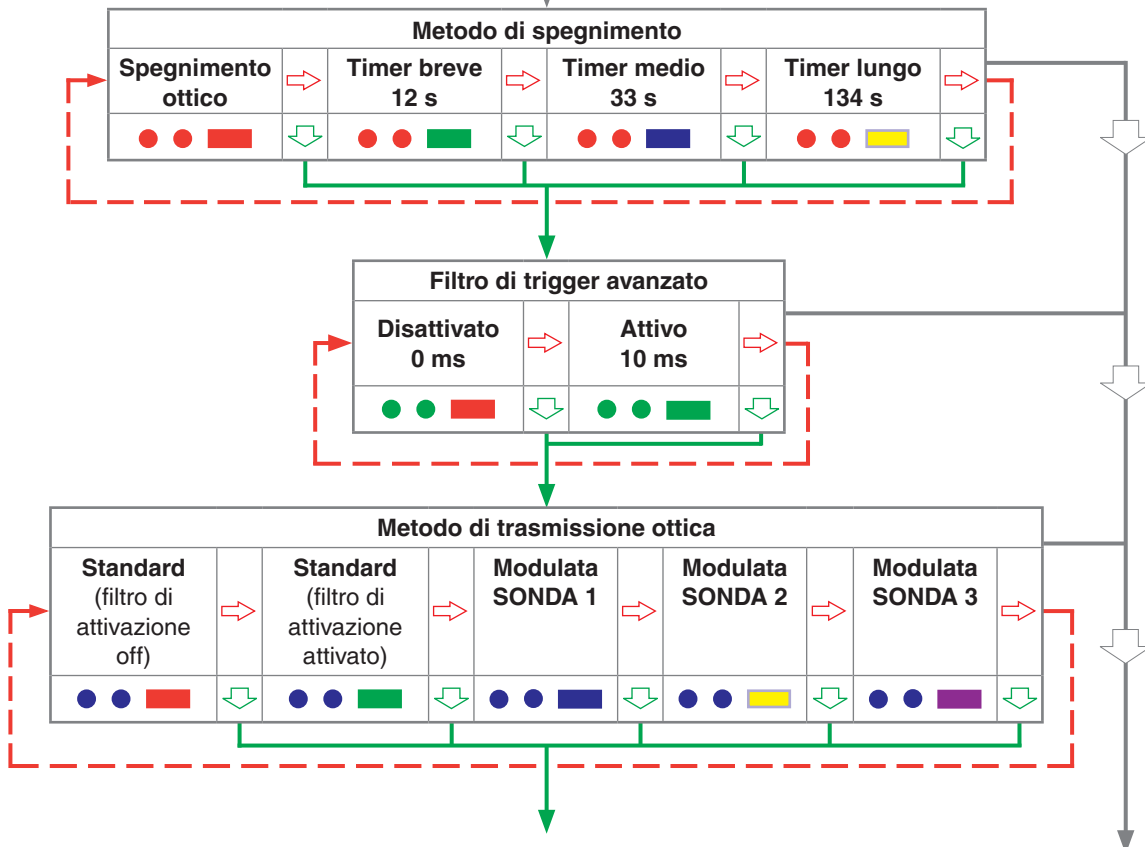 Metodo di spegnimento
Spegnimento
ottico
Timer breve
12 s
Timer medio
33 s
Timer lungo
134 s
Filtro di trigger avanzato
Disattivato
0 ms
Attivo
10 ms
Metodo di trasmissione ottica
Standard
(filtro di
attivazione
off)
Standard
(filtro di
attivazione
attivato)
Modulata
SONDA 1
Modulata
SONDA 2
Modulata
SONDA 3